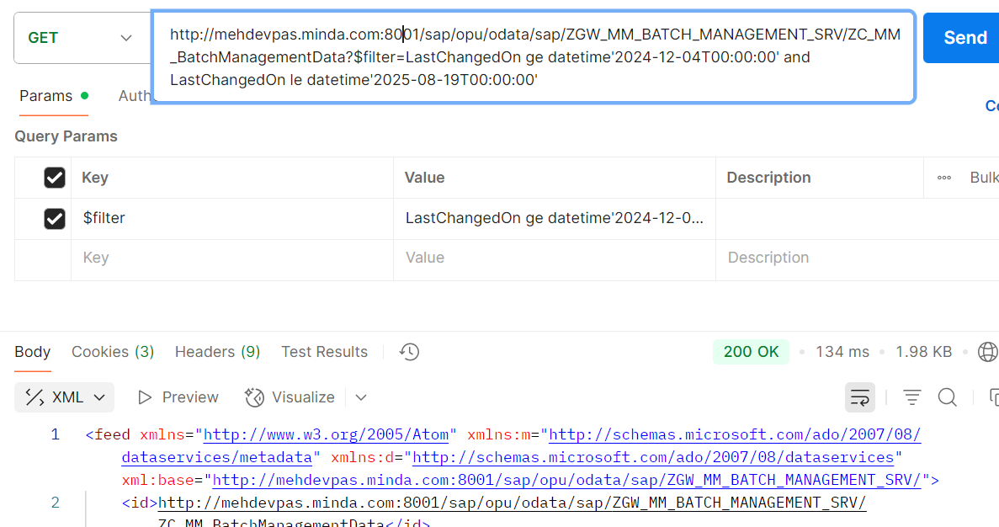 GET
http://mehdevpas.minda.com:8001/sap/opu/odata/sap/ZGW_MM_BATCH_MANAGEMENT_SRV/ZC_MM
_BatchManagementData?$filter=LastChangedOn ge datetime'2024-12-04T00:00:00' and
LastChangedOn le datetime'2025-08-19T00:00:00'
Send
Params Auth
Query Params
Key Value Description Bulk
$filter LastChangedOn ge datetime'2024-12-0...
Key Value Description
Body Cookies (3) Headers (9) Test Results 200 OK 134 ms 1.98 KB
XML Preview Visualize
1 <feed xmlns="http://www.w3.org/2005/Atom" xmlns:m="http://schemas.microsoft.com/ado/2007/08/
dataservices/metadata" xmlns:d="http://schemas.microsoft.com/ado/2007/08/dataservices"
xml:base="http://mehdevpas.minda.com:8001/sap/opu/odata/sap/ZGW_MM_BATCH_MANAGEMENT_SRV/">
2 <id>http://mehdevpas.minda.com:8001/sap/opu/odata/sap/ZGW_MM_BATCH_MANAGEMENT_SRV/
ZC_MM_BatchManagementData</id>